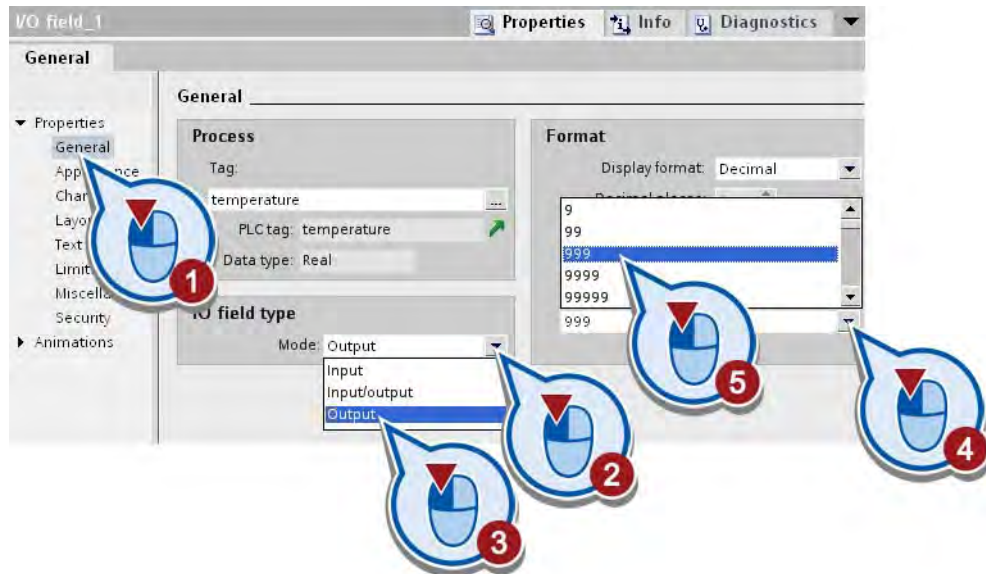 I/O field_1
Properties Info Diagnostics
General
General
Properties
General
Process
Tag:
temperature
...
PLC tag: temperature
Data type: Real
Text
Security
Animations
IO field type
Mode: Output
Input
Input/output
Output
Format
Display format: Decimal
9
99
999
9999
99999
999
1
2
3
4
5